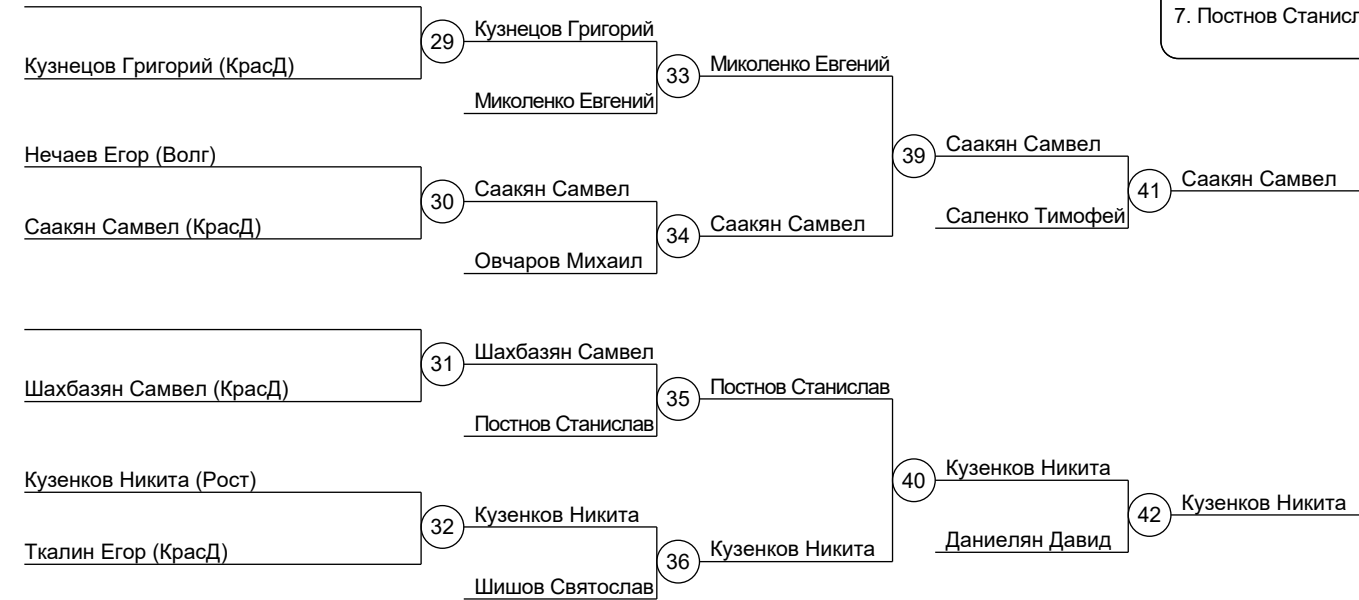 7. Постнов
Кузнецов Григорий (КрасД)
29
Кузнецов Григорий
Миколенко Евгений
33
Миколенко Евгений
Нечаев Егор (Волг)
Саакян Самвел (КрасД)
30
Саакян Самвел
Овчаров Михаил
34
Саакян Самвел
39
Саакян Самвел
Саленко Тимофей
41
Саакян Самвел
Шахбазян Самвел (КрасД)
31
Шахбазян Самвел
Постнов Станислав
35
Постнов Станислав
Кузенков Никита (Рост)
Ткалин Егор (КрасД)
32
Кузенков Никита
Шишов Святослав
36
Кузенков Никита
40
Кузенков Никита
Даниелян Давид
42
Кузенков Никита